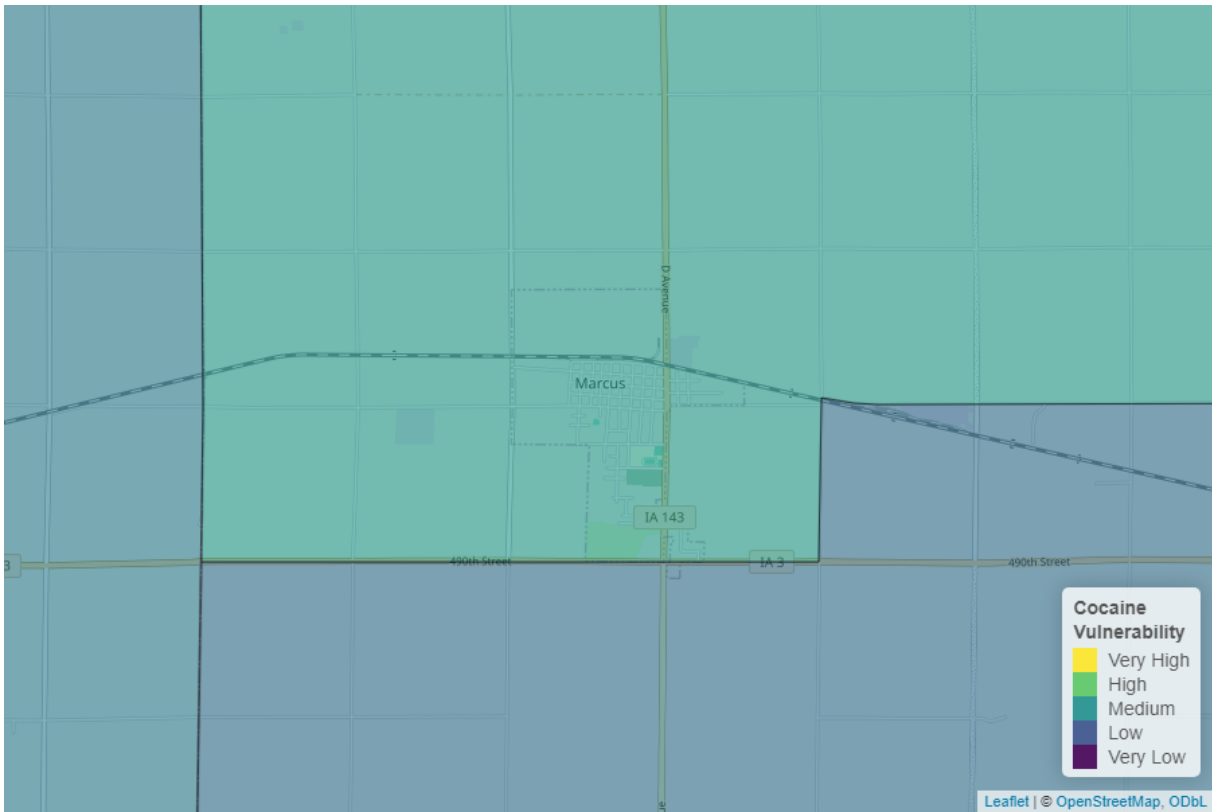 D Avenue
Marcus
IA 143
490th Street
IA 3
490th Street
3
Cocaine
Vulnerability
Very High
High
Medium
Low
Very Low
ue
Leaflet | © OpenStreetMap, ODbL